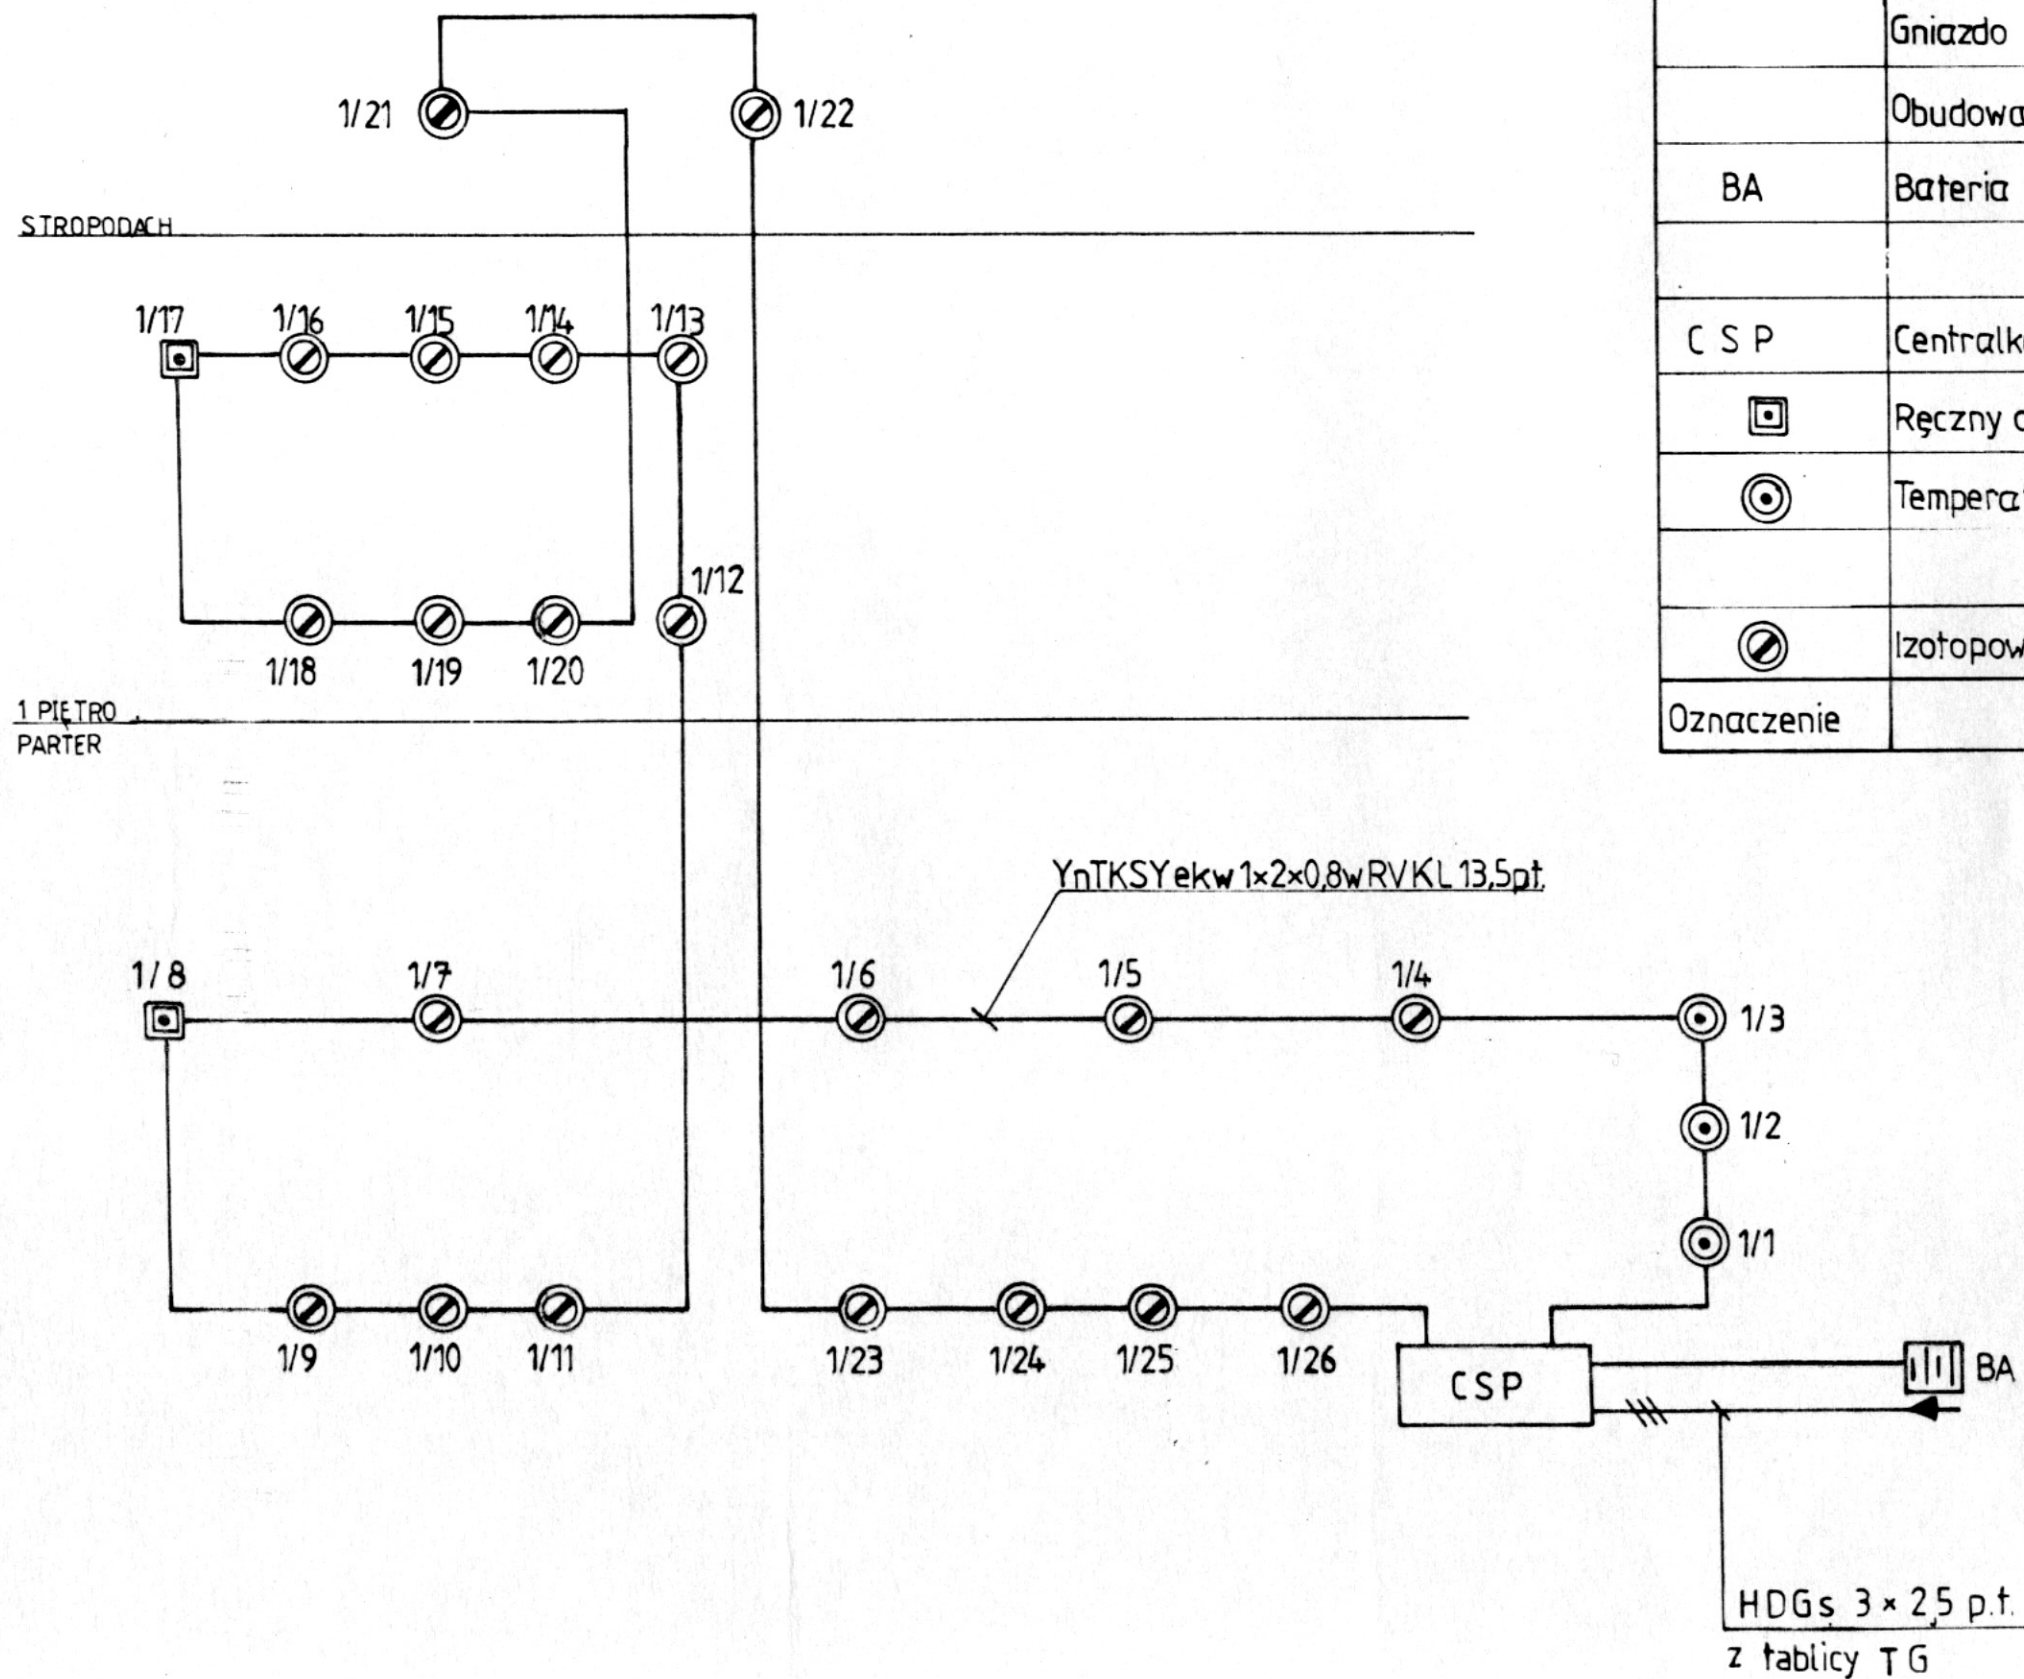 1/21
1/22
STROPODACH
1/17
1/16
1/15
1/14
1/13
1/12
1/18
1/19
1/20
1 PIĘTRO
PARTER
YnTKSYekw 1×2×0,8 w RVKL 13,5 p.t.
1/8
1/7
1/6
1/5
1/4
1/3
1/2
1/1
1/9
1/10
1/11
1/23
1/24
1/25
1/26
CSP
BA
HDGs 3 × 2,5 p.t.
z tablicy TG
Gniazdo
Obudowa
BA Bateria
CSP Centralk
Ręczny o
Tempera
Izotopow
Oznaczenie